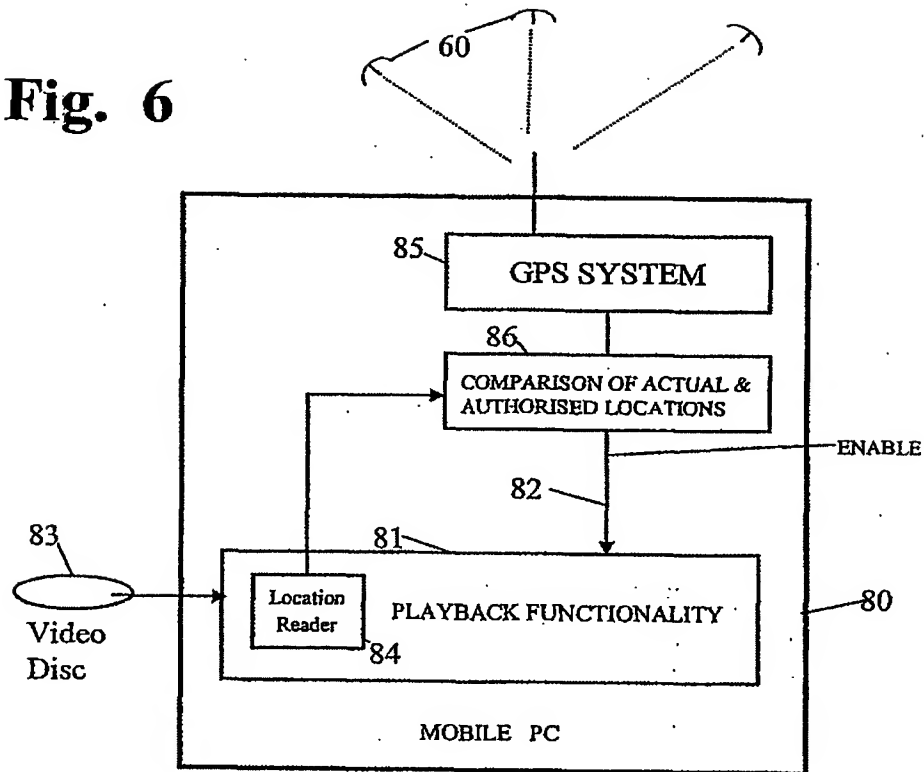 60
Fig. 6
85
GPS SYSTEM
86
COMPARISON OF ACTUAL &
AUTHORISED LOCATIONS
ENABLE
82
83
81
Location
Reader
PLAYBACK FUNCTIONALITY
80
84
Video
Disc
MOBILE PC